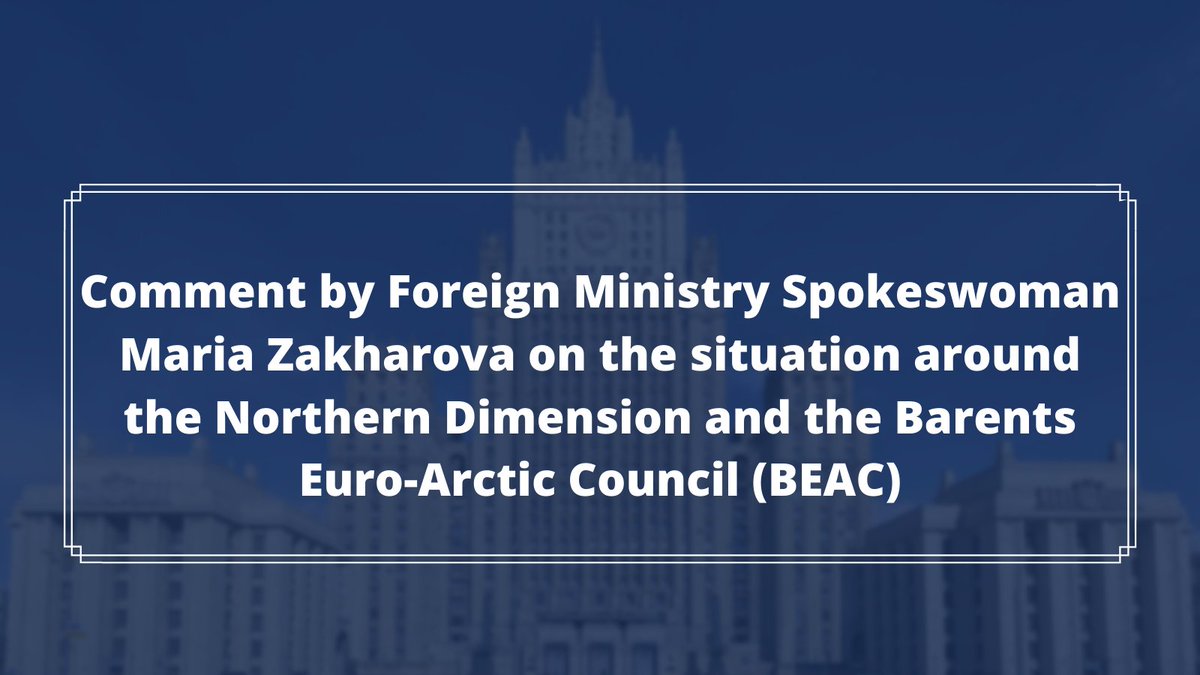 Comment by Foreign Ministry Spokeswoman
Maria Zakharova on the situation around
the Northern Dimension and the Barents
Euro-Arctic Council (BEAC)